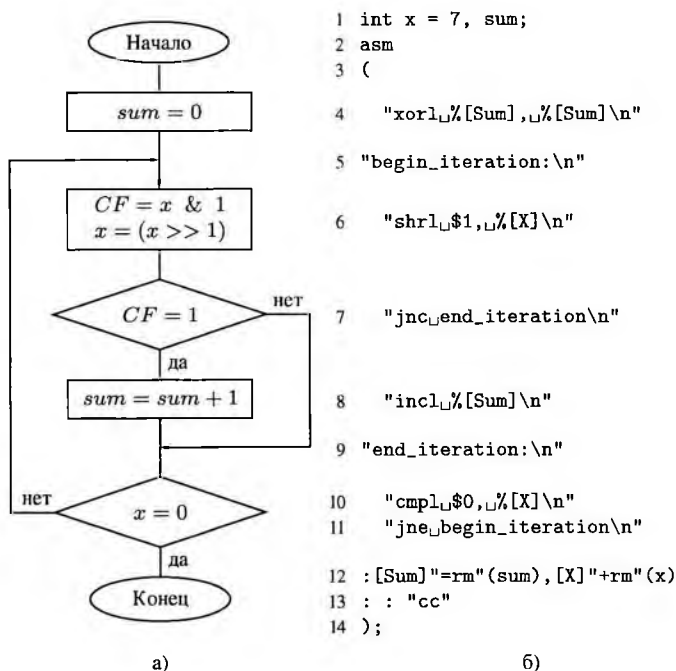 Начало
sum = 0
CF = x & 1
x = (x >> 1)
CF = 1
нет
да
sum = sum + 1
x = 0
нет
да
Конец
а)
1 int x = 7, sum;
2 asm
3 (
4 "xorl␣%[Sum],␣%[Sum]\n"
5 "begin_iteration:\n"
6 "shrl␣$1,␣%[X]\n"
7 "jnc␣end_iteration\n"
8 "incl␣%[Sum]\n"
9 "end_iteration:\n"
10 "cmpl␣$0,␣%[X]\n"
11 "jne␣begin_iteration\n"
12 :[Sum]"=rm"(sum),[X]"+rm"(x)
13 : : "cc"
14 );
б)